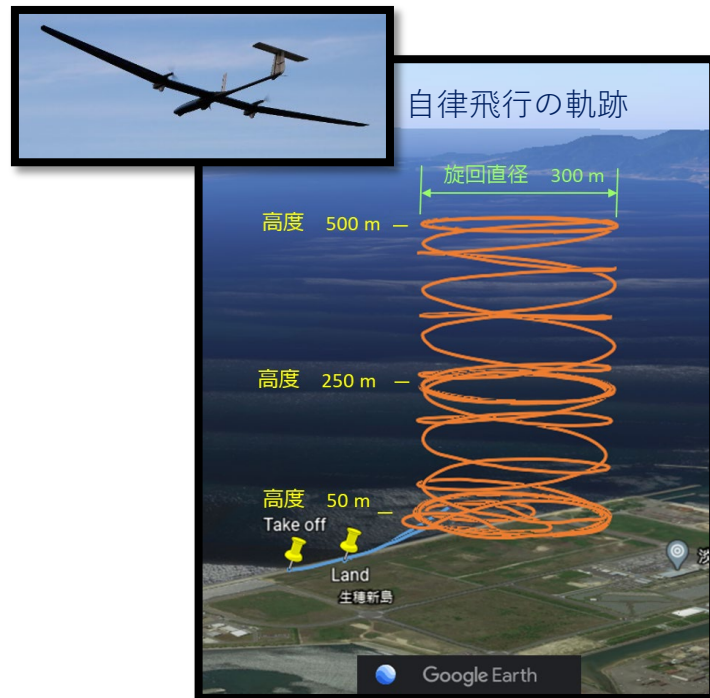 自律飛行の軌跡
旋回直径 300 m
高度 500 m
高度 250 m
高度 50 m
Take off
Land
生穂新島
Google Earth